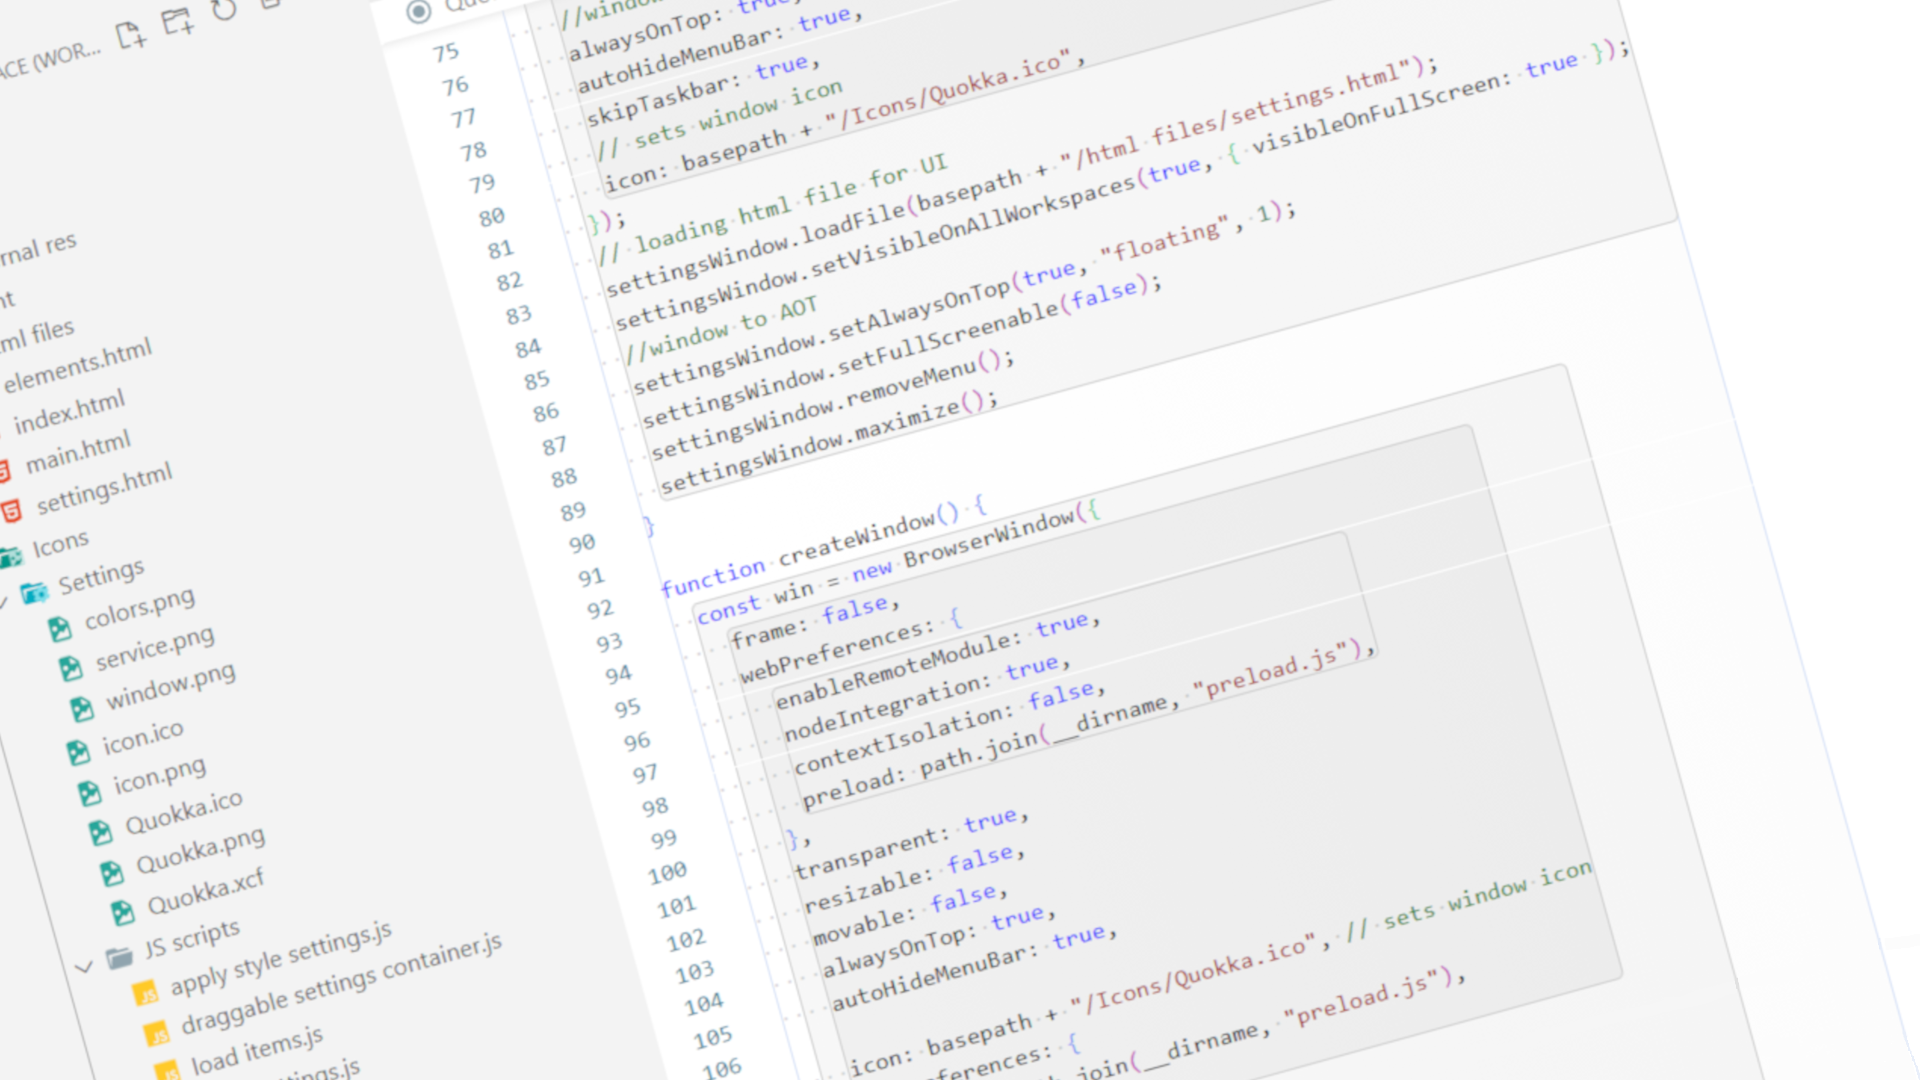 ACE (WOR...
rnal res
nt
ml files
elements.html
index.html
main.html
settings.html
Icons
Settings
colors.png
service.png
window.png
icon.ico
icon.png
Quokka.ico
Quokka.png
Quokka.xcf
JS scripts
apply style settings.js
draggable settings container.js
load items.js
ttings.js
75
76
77
78
79
80
81
82
83
84
85
86
87
88
89
90
91
92
93
94
95
96
97
98
99
100
101
102
103
104
105
106
//window
alwaysOnTop: true,
autoHideMenuBar: true,
skipTaskbar: true,
// sets window icon
icon: basepath + "/Icons/Quokka.ico",
});
// loading html file for UI
settingsWindow.loadFile(basepath + "/html files/settings.html");
settingsWindow.setVisibleOnAllWorkspaces(true, { visibleOnFullScreen: true });
//window to AOT
settingsWindow.setAlwaysOnTop(true, "floating", 1);
settingsWindow.setFullScreenable(false);
settingsWindow.removeMenu();
settingsWindow.maximize();
}
function createWindow() {
const win = new BrowserWindow({
frame: false,
webPreferences: {
enableRemoteModule: true,
nodeIntegration: true,
contextIsolation: false,
preload: path.join(__dirname, "preload.js"),
},
transparent: true,
resizable: false,
movable: false,
alwaysOnTop: true,
autoHideMenuBar: true,
icon: basepath + "/Icons/Quokka.ico", // sets window icon
ferences: {
join(__dirname, "preload.js"),